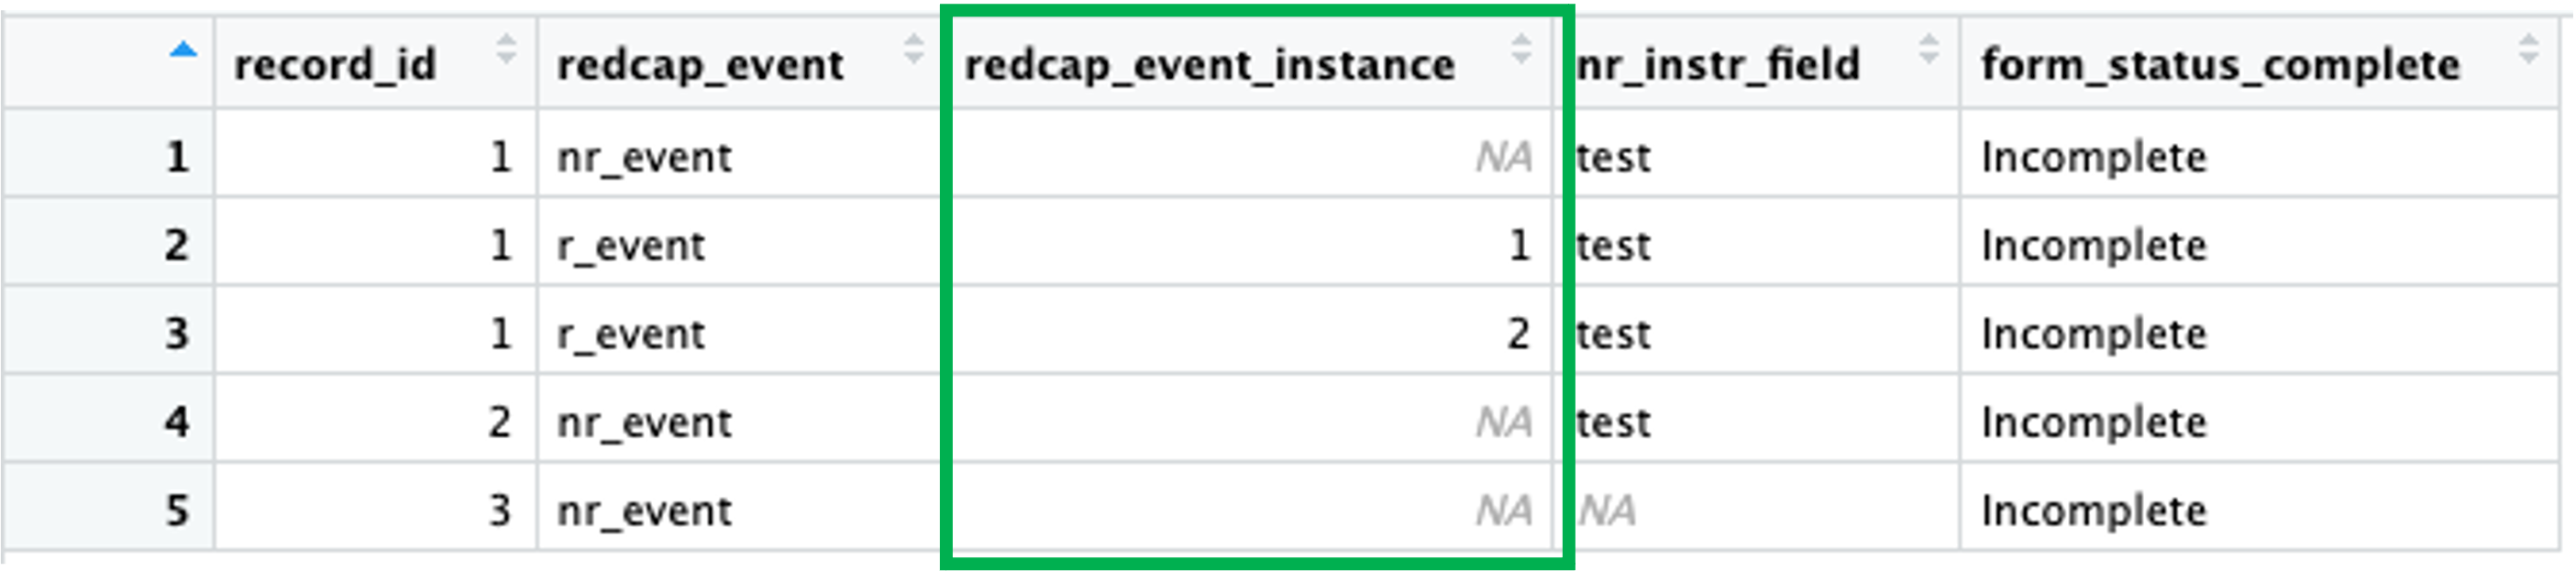 record_id redcap_event redcap_event_instance nr_instr_field form_status_complete
1 1 nr_event NA test Incomplete
2 1 r_event 1 test Incomplete
3 1 r_event 2 test Incomplete
4 2 nr_event NA test Incomplete
5 3 nr_event NA NA Incomplete